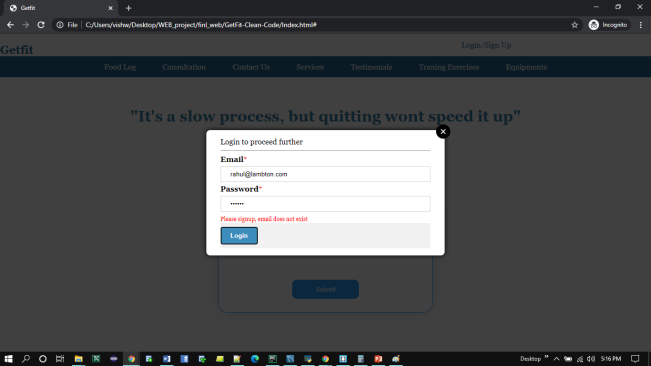 Getfit
File
C:/Users/vishw/Desktop/WEB_project/finl_web/GetFit-Clean-Code/Index.html#
Incognito
Getfit
Login/Sign Up
Food Log Consultation Contact Us Services Testimonals Traning Exercises Equipments
"It's a slow process, but quitting wont speed it up"
Login to proceed further
Email*
rahul@lambton.com
Password*
Please signup, email does not exist
Login
Submit
Desktop 5:16 PM